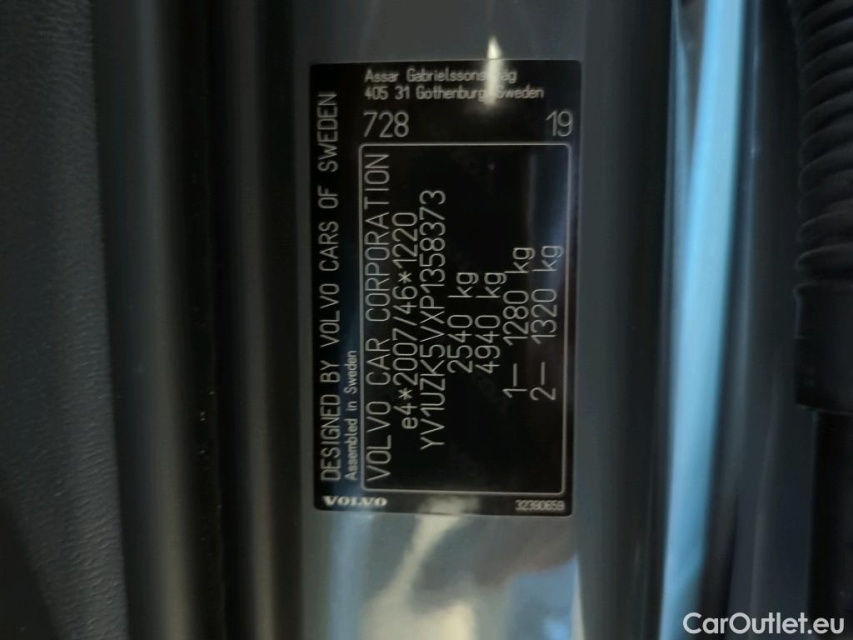 Assar Gabrielssons väg
405 31 Gothenburg, Sweden
728 19
DESIGNED BY VOLVO CARS OF SWEDEN
Assembled in Sweden
VOLVO CAR CORPORATION
e4*2007/46*1220
YV1UZK5VXP1358373
2540 kg
4940 kg
1– 1280 kg
2– 1320 kg
VOLVO
CarOutlet.eu